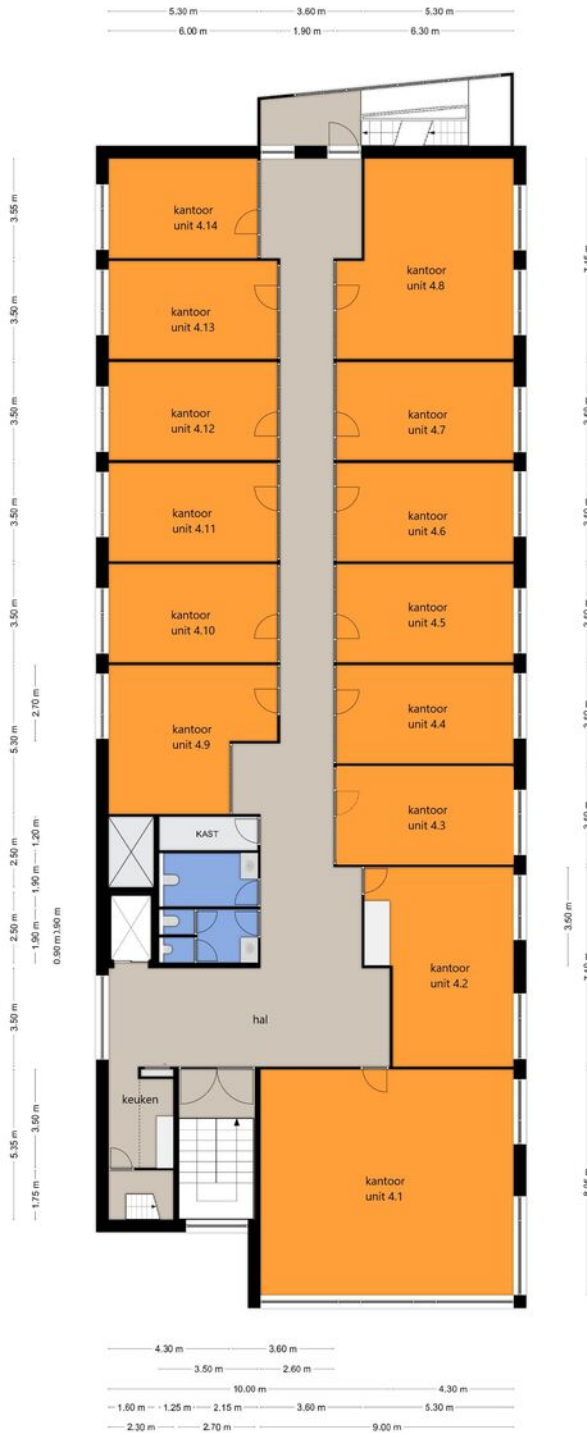 5.30 m 3.60 m 5.30 m
6.00 m 1.90 m 6.30 m
3.55 m
kantoor
unit 4.14
kantoor
unit 4.8
3.50 m
kantoor
unit 4.13
3.50 m
kantoor
unit 4.12
kantoor
unit 4.7
3.50 m
kantoor
unit 4.11
kantoor
unit 4.6
3.50 m
kantoor
unit 4.10
kantoor
unit 4.5
5.30 m
2.70 m
kantoor
unit 4.9
kantoor
unit 4.4
kantoor
unit 4.3
2.50 m
1.20 m
KAST
1.90 m
2.50 m
1.90 m
0.90 m
0.90 m
3.50 m
kantoor
unit 4.2
3.50 m
hal
5.35 m
3.50 m
keuken
1.75 m
kantoor
unit 4.1
4.30 m 3.60 m
3.50 m 2.60 m
10.00 m 4.30 m
1.60 m 1.25 m 2.15 m 3.60 m 5.30 m
2.30 m 2.70 m 9.00 m